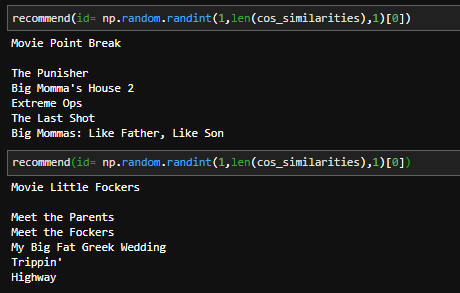 recommend(id= np.random.randint(1,len(cos_similarities),1)[0])
Movie Point Break
The Punisher
Big Momma's House 2
Extreme Ops
The Last Shot
Big Mommas: Like Father, Like Son
recommend(id= np.random.randint(1,len(cos_similarities),1)[0])
Movie Little Fockers
Meet the Parents
Meet the Fockers
My Big Fat Greek Wedding
Trippin'
Highway